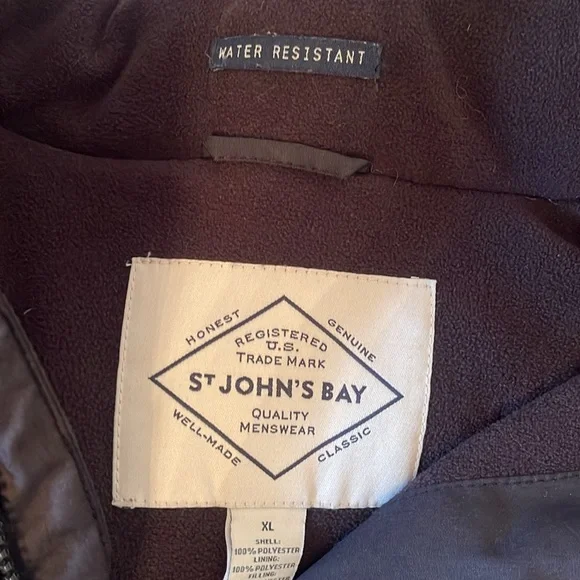 WATER RESISTANT
HONEST
GENUINE
REGISTERED
U.S.
TRADE MARK
ST JOHN'S BAY
QUALITY
MENSWEAR
WELL-MADE
CLASSIC
XL
SHELL:
100% POLYESTER
LINING:
100% POLYESTER
FILLING: